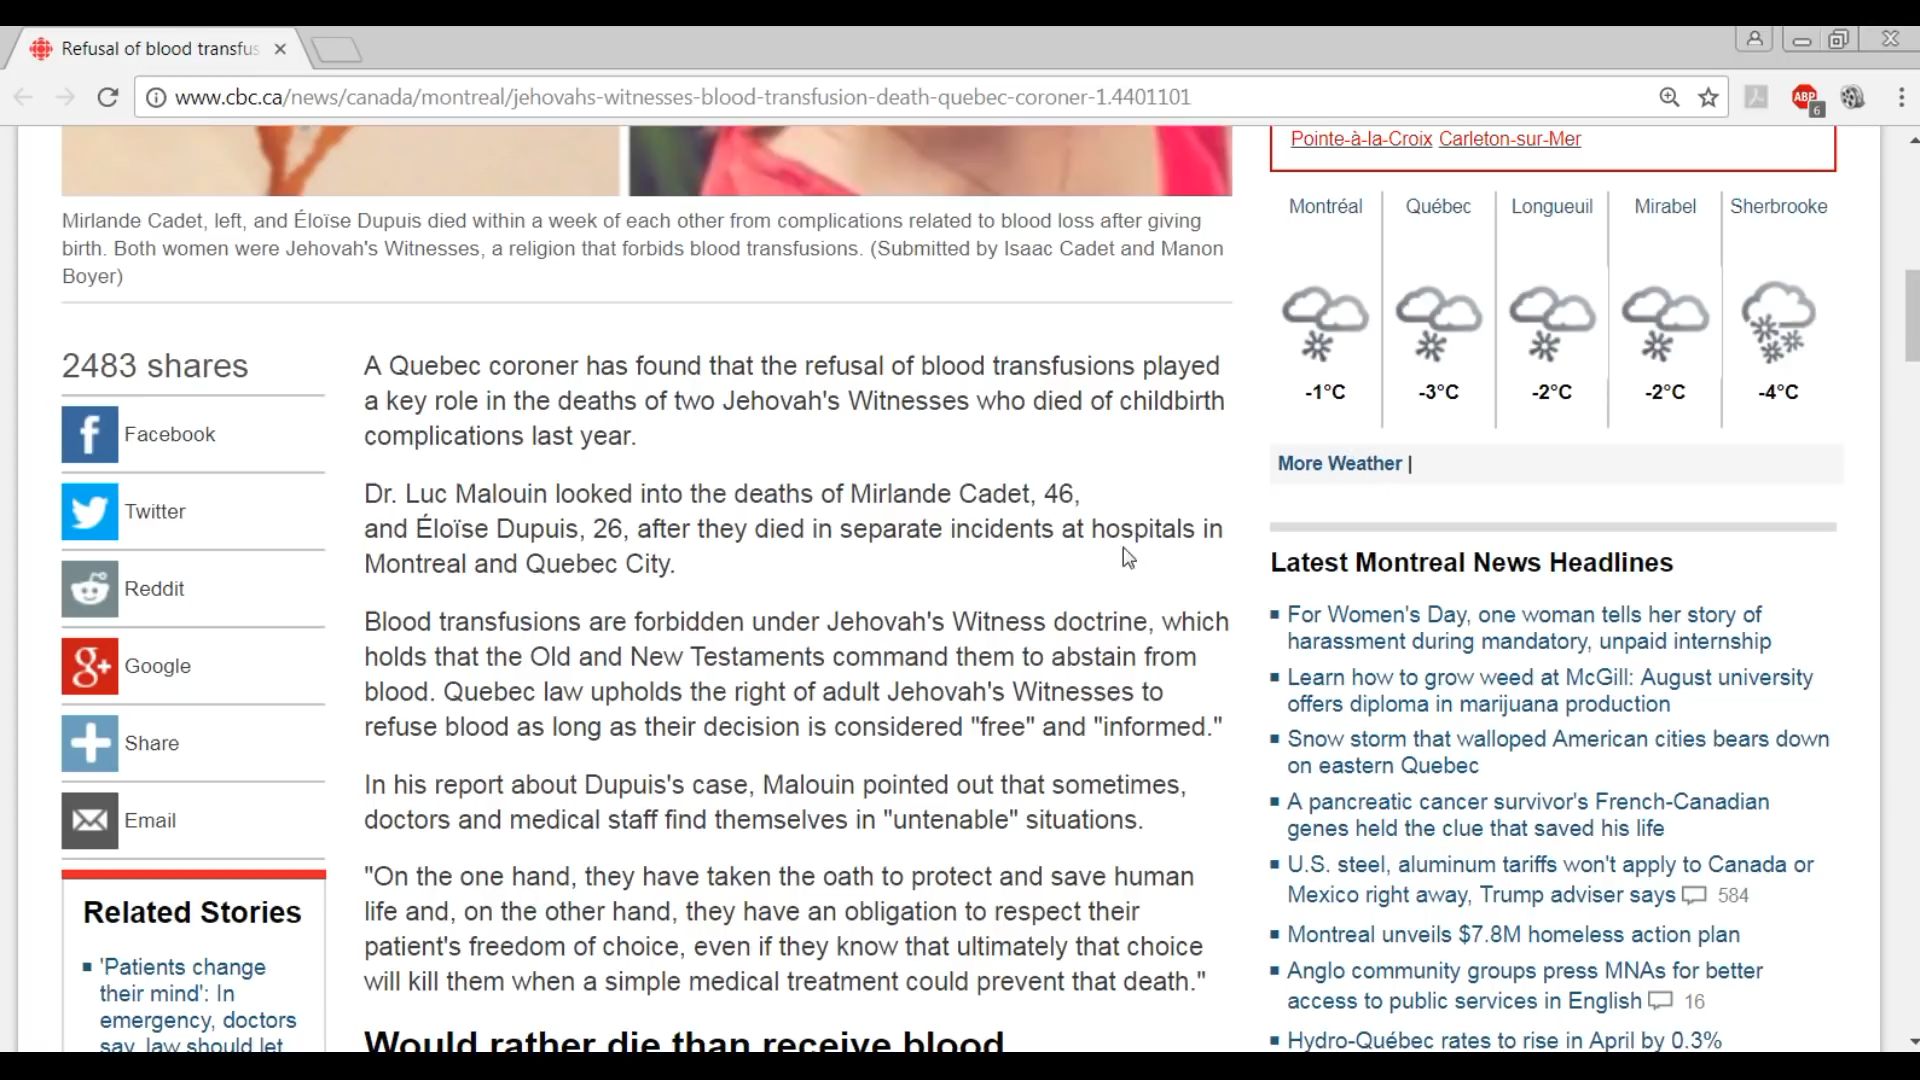 Refusal of blood transfus
www.cbc.ca/news/canada/montreal/jehovahs-witnesses-blood-transfusion-death-quebec-coroner-1.4401101
ABP
6
Mirlande Cadet, left, and Éloïse Dupuis died within a week of each other from complications related to blood loss after giving
birth. Both women were Jehovah's Witnesses, a religion that forbids blood transfusions. (Submitted by Isaac Cadet and Manon
Boyer)
2483 shares
Facebook
Twitter
Reddit
Google
Share
Email
Related Stories
'Patients change
their mind': In
emergency, doctors
say, law should let
A Quebec coroner has found that the refusal of blood transfusions played
a key role in the deaths of two Jehovah's Witnesses who died of childbirth
complications last year.
Dr. Luc Malouin looked into the deaths of Mirlande Cadet, 46,
and Éloïse Dupuis, 26, after they died in separate incidents at hospitals in
Montreal and Quebec City.
Blood transfusions are forbidden under Jehovah's Witness doctrine, which
holds that the Old and New Testaments command them to abstain from
blood. Quebec law upholds the right of adult Jehovah's Witnesses to
refuse blood as long as their decision is considered "free" and "informed."
In his report about Dupuis's case, Malouin pointed out that sometimes,
doctors and medical staff find themselves in "untenable" situations.
"On the one hand, they have taken the oath to protect and save human
life and, on the other hand, they have an obligation to respect their
patient's freedom of choice, even if they know that ultimately that choice
will kill them when a simple medical treatment could prevent that death."
Would rather die than receive blood
Pointe-à-la-Croix Carleton-sur-Mer
Montréal Québec Longueuil Mirabel Sherbrooke
-1°C -3°C -2°C -2°C -4°C
More Weather |
Latest Montreal News Headlines
For Women's Day, one woman tells her story of
harassment during mandatory, unpaid internship
Learn how to grow weed at McGill: August university
offers diploma in marijuana production
Snow storm that walloped American cities bears down
on eastern Quebec
A pancreatic cancer survivor's French-Canadian
genes held the clue that saved his life
U.S. steel, aluminum tariffs won't apply to Canada or
Mexico right away, Trump adviser says 584
Montreal unveils $7.8M homeless action plan
Anglo community groups press MNAs for better
access to public services in English 16
Hydro-Québec rates to rise in April by 0.3%